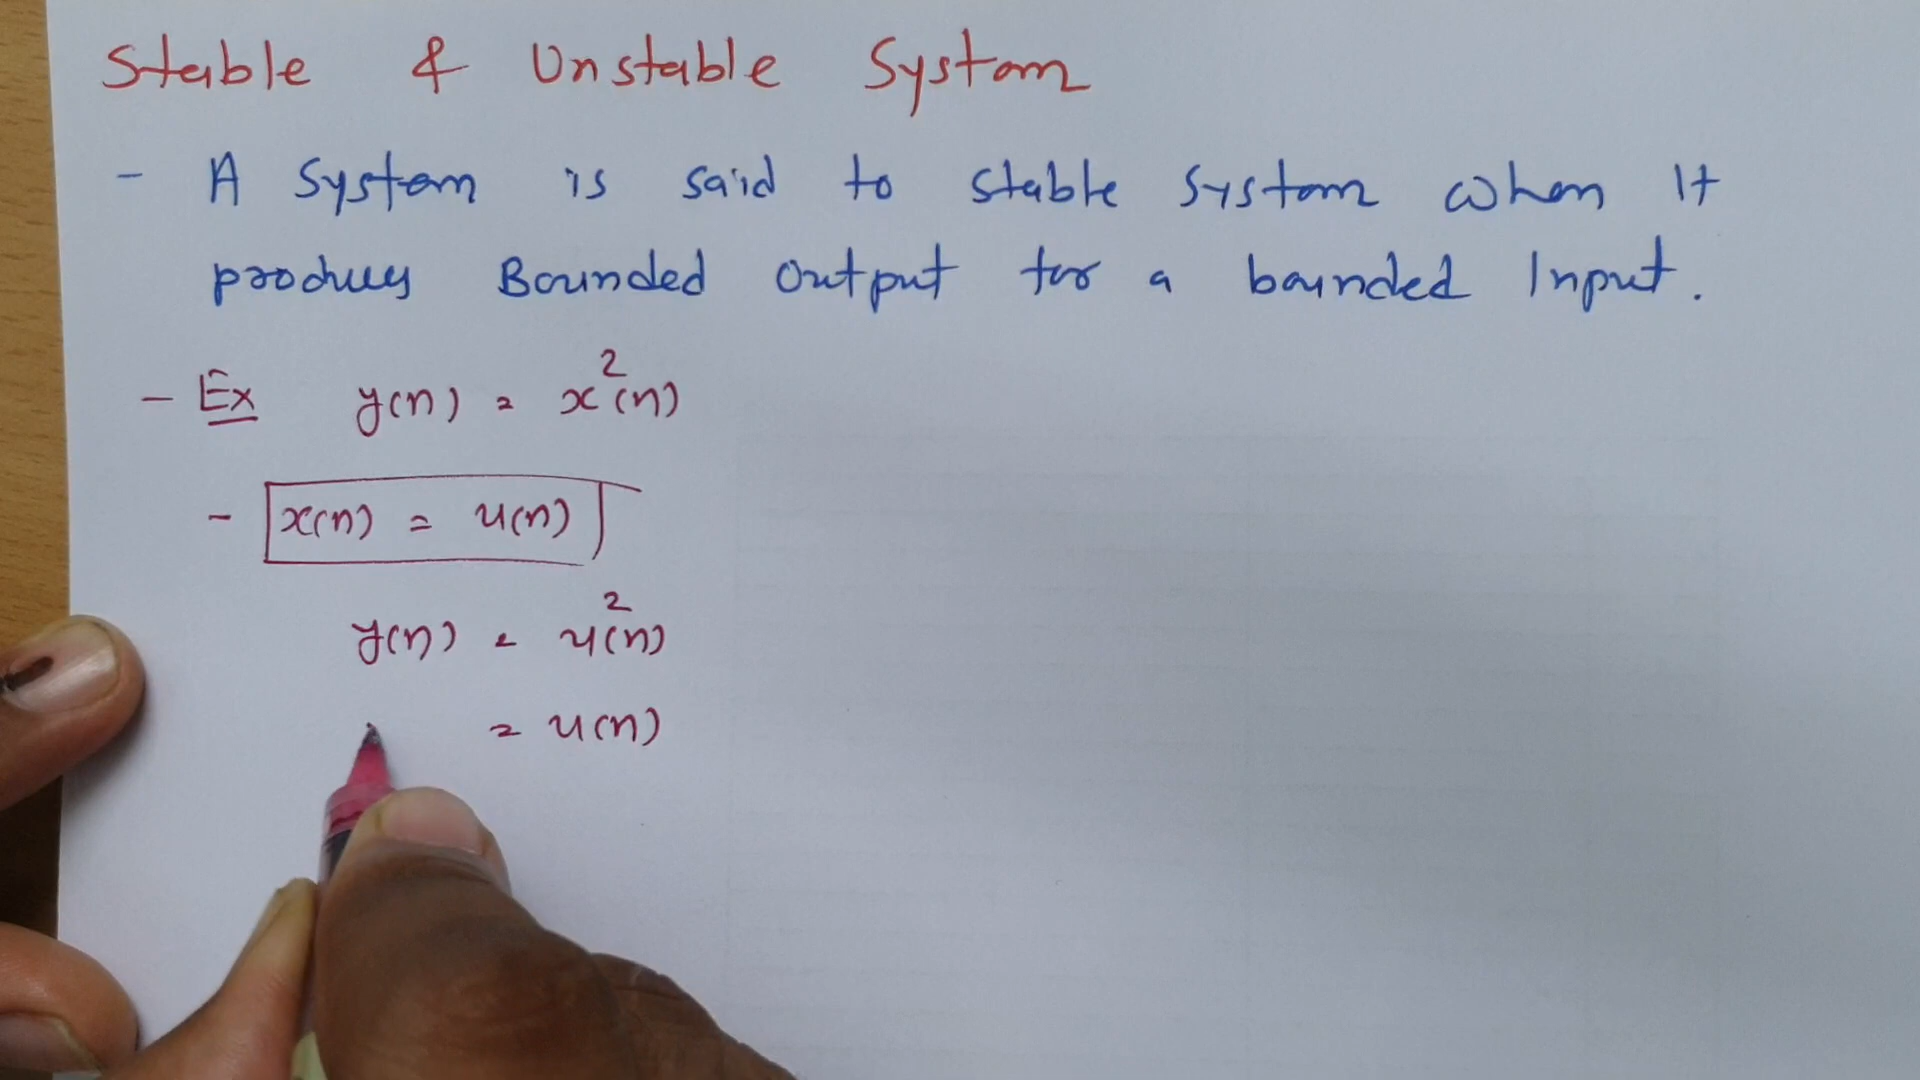 Stable & Unstable System
- A System is said to stable system when it
produces Bounded Output for a bounded Input.
- Ex y(n) = x²(n)
- x(n) = u(n)
y(n) = u²(n)
= u(n)